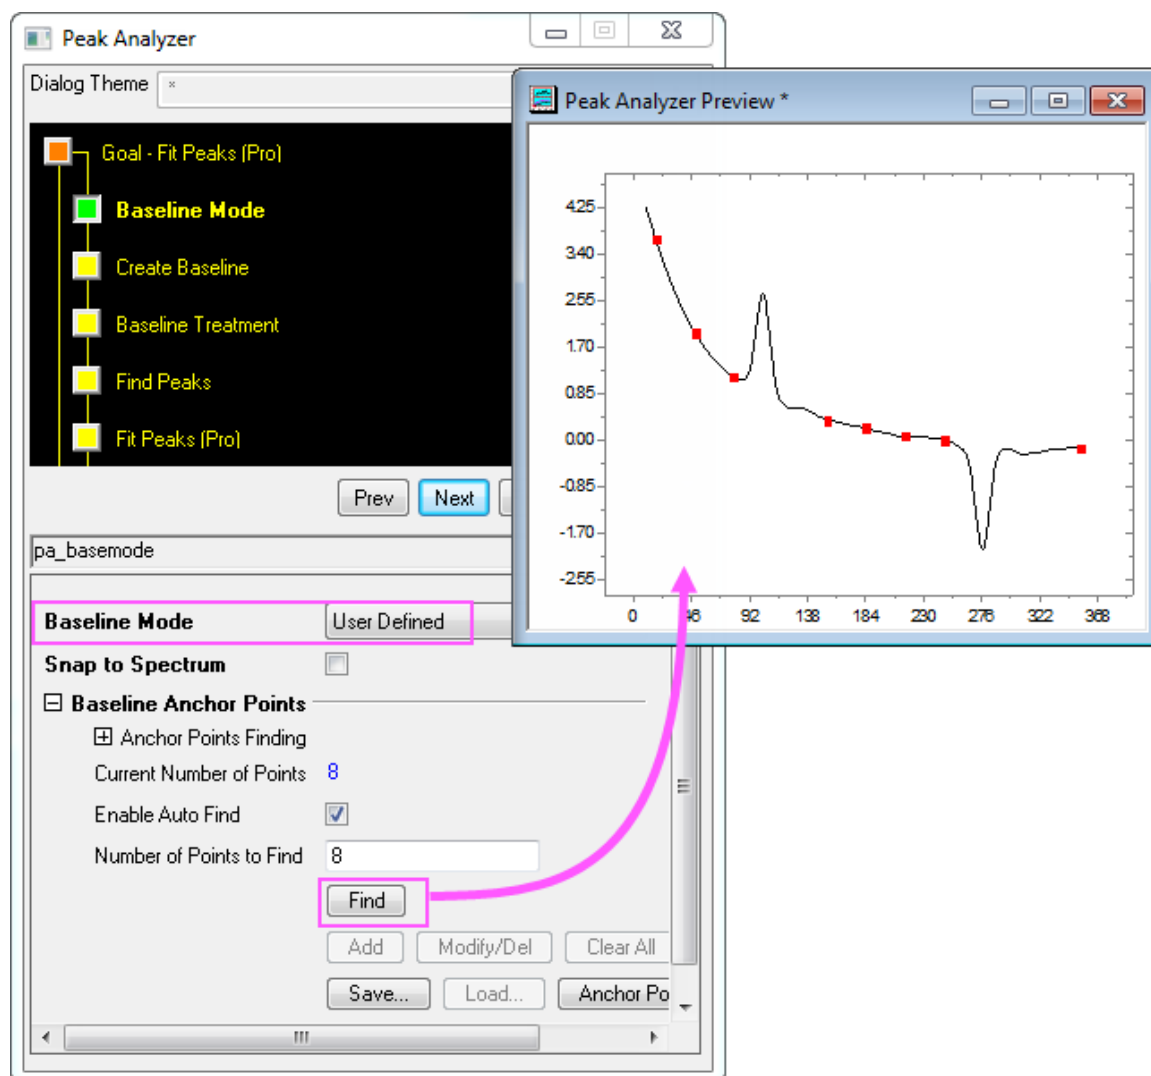 Peak Analyzer
Dialog Theme *
Goal - Fit Peaks (Pro)
Baseline Mode
Create Baseline
Baseline Treatment
Find Peaks
Fit Peaks (Pro)
Prev Next
pa_basemode
Baseline Mode User Defined
Snap to Spectrum
Baseline Anchor Points
Anchor Points Finding
Current Number of Points 8
Enable Auto Find
Number of Points to Find 8
Find
Add Modify/Del Clear All
Save... Load... Anchor Po
Peak Analyzer Preview *
4.25
3.40
2.55
1.70
0.85
0.00
-0.85
-1.70
-2.55
0 46 92 138 184 230 276 322 368